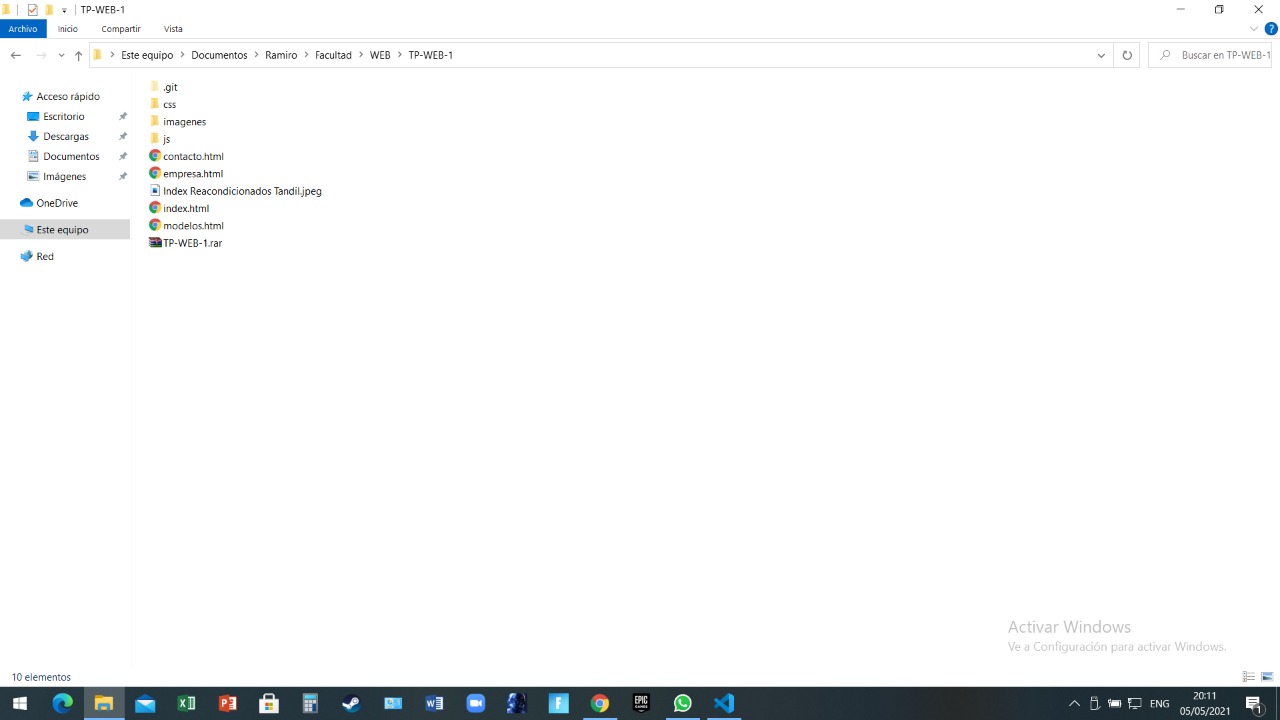 TP-WEB-1
Archivo Inicio Compartir Vista
Este equipo Documentos Ramiro Facultad WEB TP-WEB-1
Buscar en TP-WEB-1
Acceso rápido
Escritorio
Descargas
Documentos
Imágenes
OneDrive
Este equipo
Red
.git
css
imagenes
js
contacto.html
empresa.html
Index Reacondicionados Tandil.jpeg
index.html
modelos.html
TP-WEB-1.rar
Activar Windows
Ve a Configuración para activar Windows.
10 elementos
ENG
20:11
05/05/2021
1